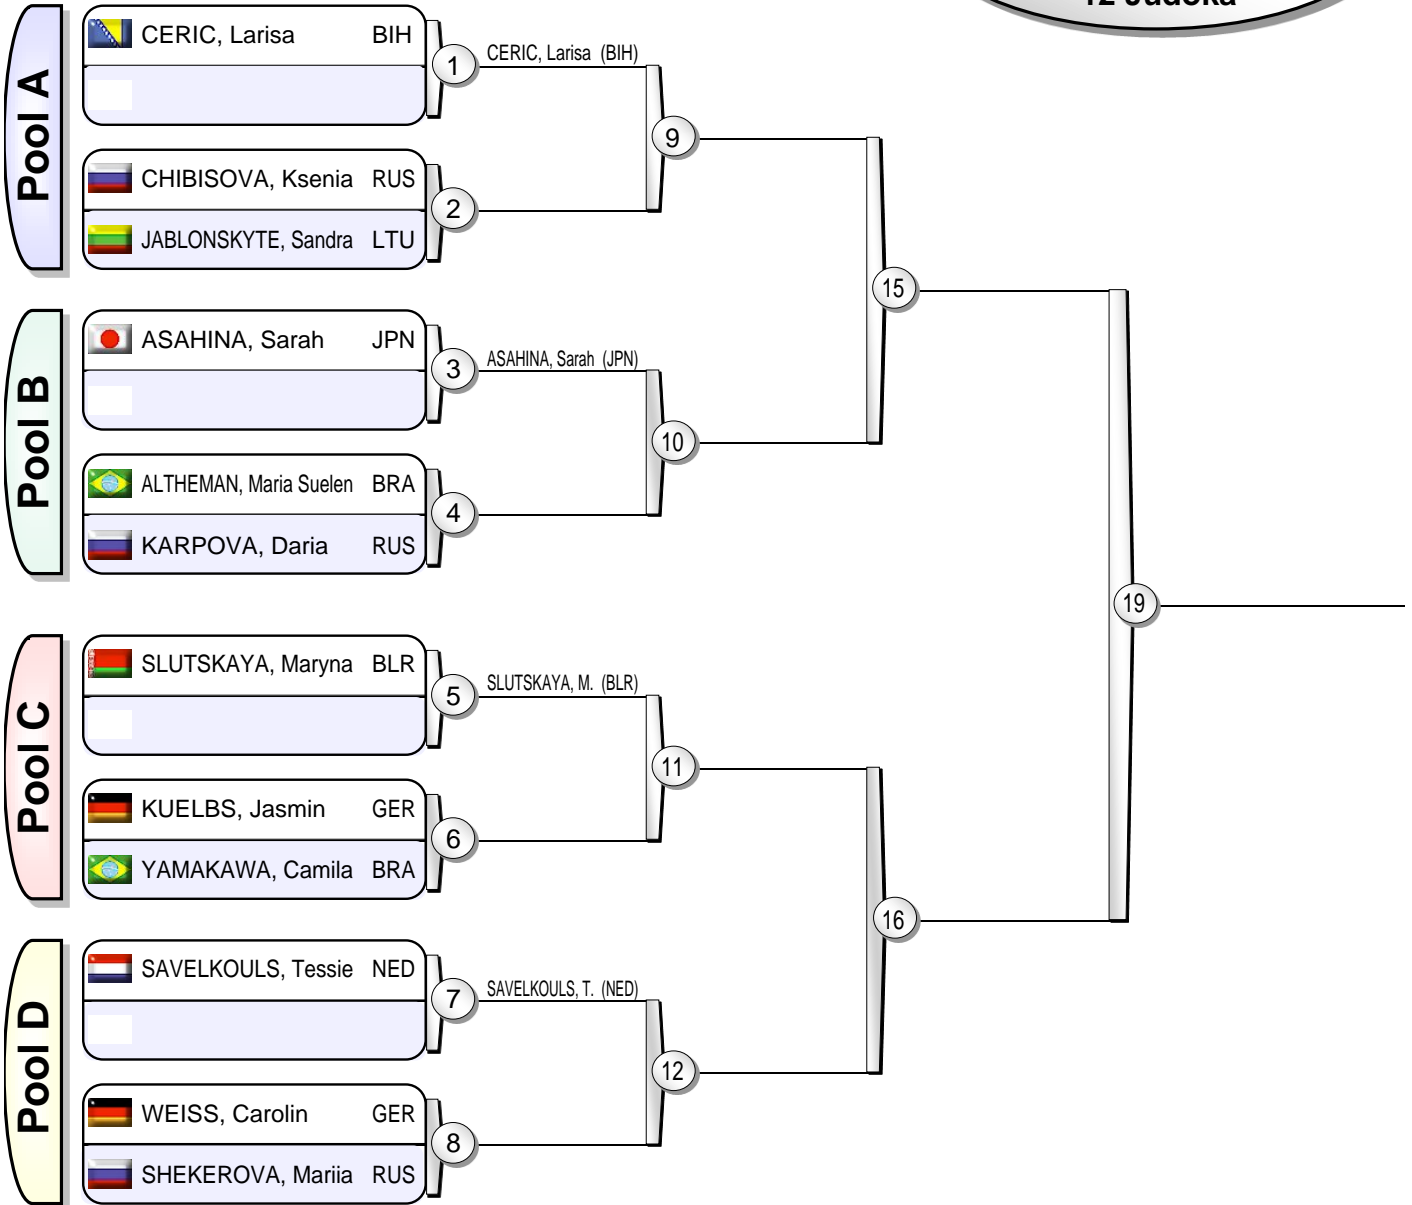 12 Judoka
Pool A
CERIC, Larisa BIH
1
CERIC, Larisa (BIH)
9
CHIBISOVA, Ksenia RUS
2
JABLONSKYTE, Sandra LTU
15
Pool B
ASAHINA, Sarah JPN
3
ASAHINA, Sarah (JPN)
10
ALTHEMAN, Maria Suelen BRA
4
KARPOVA, Daria RUS
19
Pool C
SLUTSKAYA, Maryna BLR
5
SLUTSKAYA, M. (BLR)
11
KUELBS, Jasmin GER
6
YAMAKAWA, Camila BRA
16
Pool D
SAVELKOULS, Tessie NED
7
SAVELKOULS, T. (NED)
12
WEISS, Carolin GER
8
SHEKEROVA, Mariia RUS